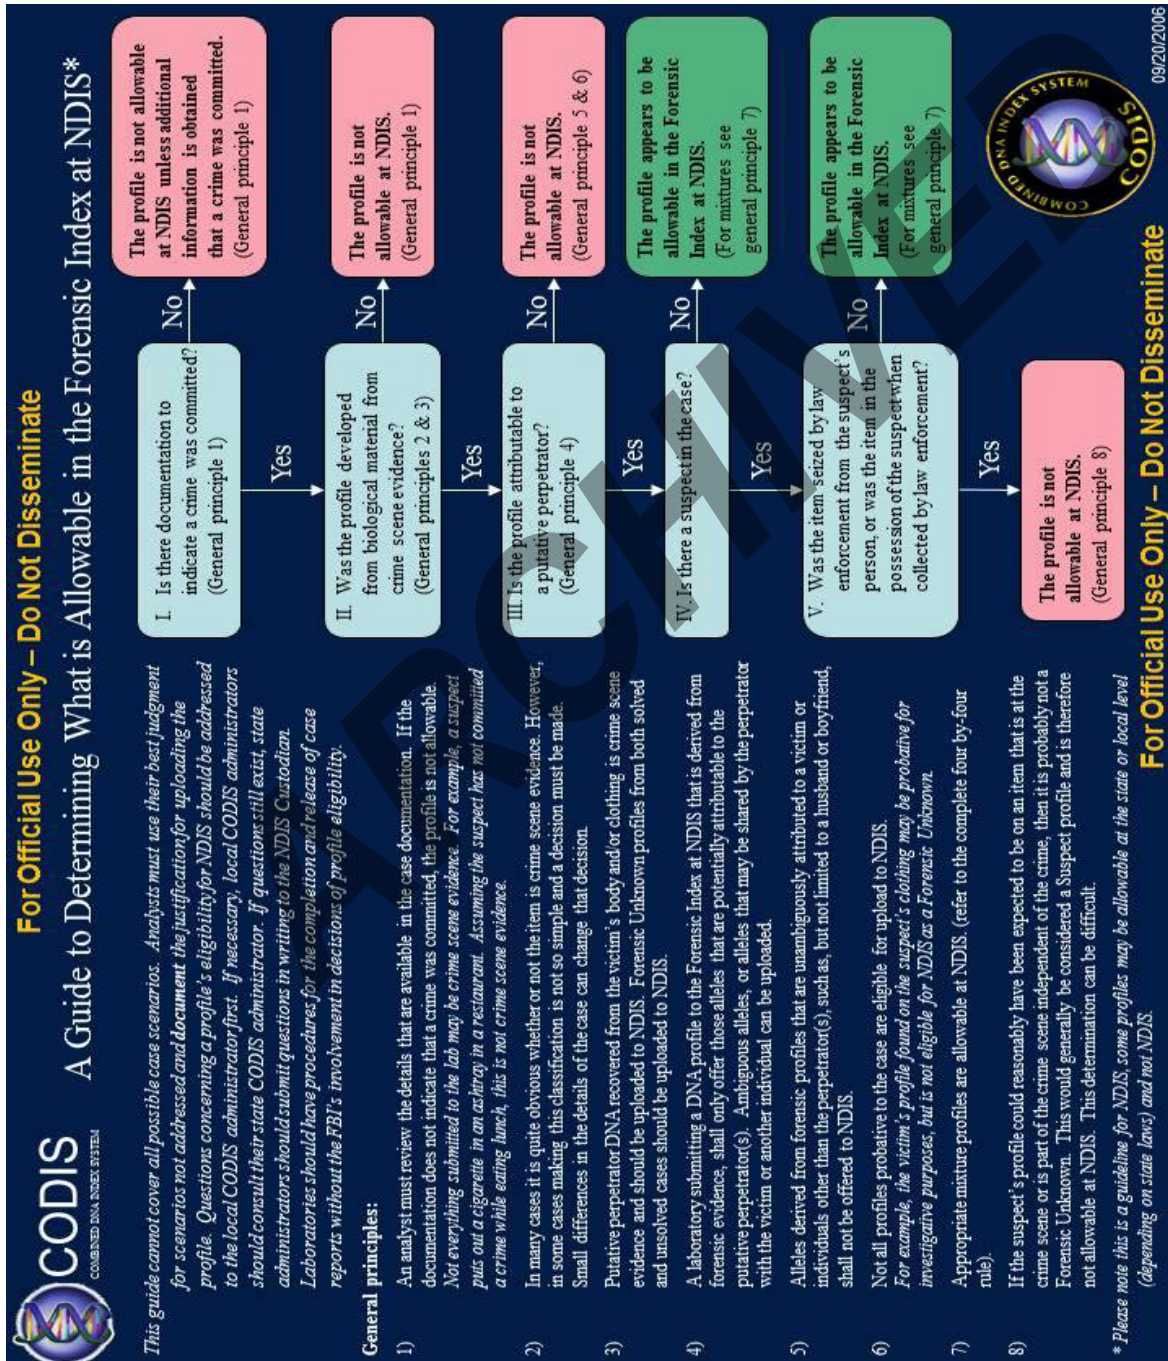 For Official Use Only – Do Not Disseminate
CODIS
COMBINED DNA INDEX SYSTEM
A Guide to Determining What is Allowable in the Forensic Index at NDIS*
This guide cannot cover all possible case scenarios. Analysts must use their best judgment
for scenarios not addressed and document the justification for uploading the
profile. Questions concerning a profile's eligibility for NDIS should be addressed
to the local CODIS administrator first. If necessary, local CODIS administrators
should consult their state CODIS administrator. If questions still exist, state
administrators should submit questions in writing to the NDIS Custodian.
Laboratories should have procedures for the completion and release of case
reports without the FBI's involvement in decisions of profile eligibility.
General principles:
1) An analyst must review the details that are available in the case documentation. If the
documentation does not indicate that a crime was committed, the profile is not allowable.
Not everything submitted to the lab may be crime scene evidence. For example, a suspect
puts out a cigarette in an ashtray in a restaurant. Assuming the suspect has not committed
a crime while eating lunch, this is not crime scene evidence.
2) In many cases it is quite obvious whether or not the item is crime scene evidence. However,
in some cases making this classification is not so simple and a decision must be made.
Small differences in the details of the case can change that decision.
3) Putative perpetrator DNA recovered from the victim's body and/or clothing is crime scene
evidence and should be uploaded to NDIS. Forensic Unknown profiles from both solved
and unsolved cases should be uploaded to NDIS.
4) A laboratory submitting a DNA profile to the Forensic Index at NDIS that is derived from
forensic evidence, shall only offer those alleles that are potentially attributable to the
putative perpetrator(s). Ambiguous alleles, or alleles that may be shared by the perpetrator
with the victim or another individual can be uploaded.
5) Alleles derived from forensic profiles that are unambiguously attributed to a victim or
individuals other than the perpetrator(s), such as, but not limited to a husband or boyfriend,
shall not be offered to NDIS.
6) Not all profiles probative to the case are eligible for upload to NDIS.
For example, the victim's profile found on the suspect's clothing may be probative for
investigative purposes, but is not eligible for NDIS as a Forensic Unknown.
7) Appropriate mixture profiles are allowable at NDIS (refer to the complete four by-four
rule).
8) If the suspect's profile could reasonably have been expected to be on an item that is at the
crime scene or is part of the crime scene independent of the crime, then it is probably not a
Forensic Unknown. This would generally be considered a Suspect profile and is therefore
not allowable at NDIS. This determination can be difficult.
* Please note this is a guideline for NDIS, some profiles may be allowable at the state or local level
(depending on state laws) and not NDIS.
I. Is there documentation to
indicate a crime was committed?
(General principle 1)
No
The profile is not allowable
at NDIS unless additional
information is obtained
that a crime was committed.
(General principle 1)
Yes
II. Was the profile developed
from biological material from
crime scene evidence?
(General principles 2 & 3)
No
The profile is not
allowable at NDIS.
(General principle 1)
Yes
III. Is the profile attributable to
a putative perpetrator?
(General principle 4)
No
The profile is not
allowable at NDIS.
(General principle 5 & 6)
Yes
IV. Is there a suspect in the case?
No
The profile appears to be
allowable in the Forensic
Index at NDIS.
(For mixtures see
general principle 7)
Yes
V. Was the item seized by law
enforcement from the suspect's
person, or was the item in the
possession of the suspect when
collected by law enforcement?
No
The profile appears to be
allowable in the Forensic
Index at NDIS.
(For mixtures see
general principle 7)
Yes
The profile is not
allowable at NDIS.
(General principle 8)
COMBINED DNA INDEX SYSTEM
CODIS
For Official Use Only – Do Not Disseminate
09/20/2006
ARCHIVED